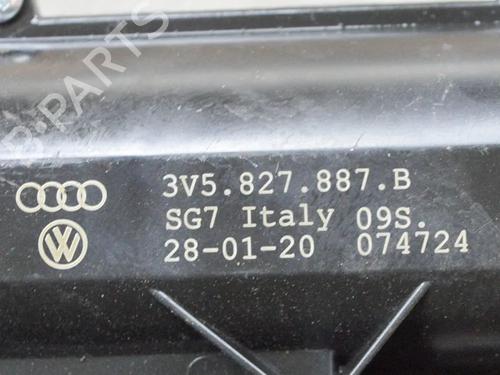 B-PARTS
3V5.827.887.B
SG7 Italy 09S.
28-01-20 074724